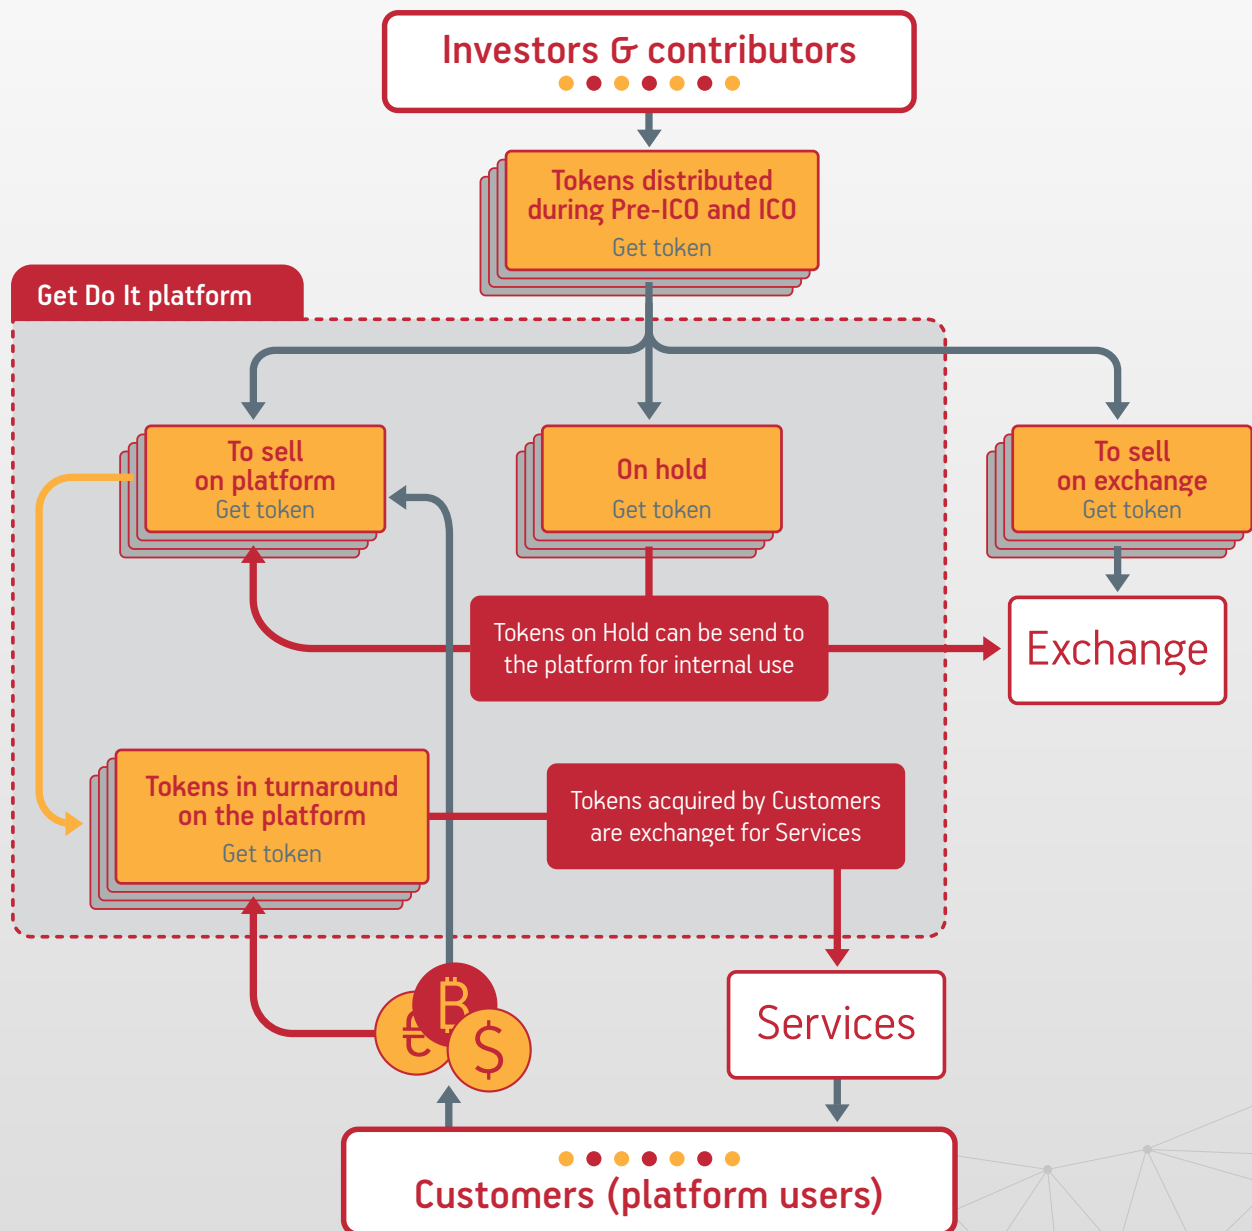 Investors & contributors
Tokens distributed
during Pre-ICO and ICO
Get token
Get Do It platform
To sell
on platform
Get token
On hold
Get token
To sell
on exchange
Get token
Tokens on Hold can be send to
the platform for internal use
Exchange
Tokens in turnaround
on the platform
Get token
Tokens acquired by Customers
are exchanget for Services
Services
Customers (platform users)